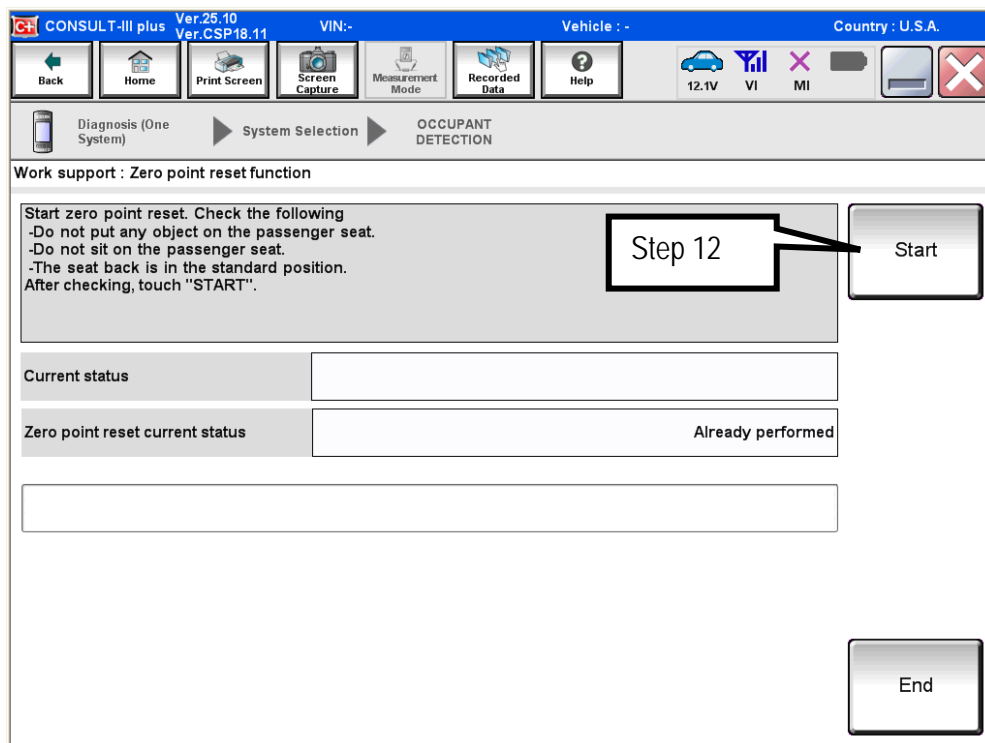 C+ CONSULT-III plus Ver.25.10
Ver.CSP18.11 VIN:- Vehicle : - Country : U.S.A.
Back
Home
Print Screen
Screen
Capture
Measurement
Mode
Recorded
Data
Help
12.1V
VI
MI
Diagnosis (One
System)
System Selection
OCCUPANT
DETECTION
Work support : Zero point reset function
Start zero point reset. Check the following
-Do not put any object on the passenger seat.
-Do not sit on the passenger seat.
-The seat back is in the standard position.
After checking, touch "START".
Step 12
Start
Current status
Zero point reset current status
Already performed
End